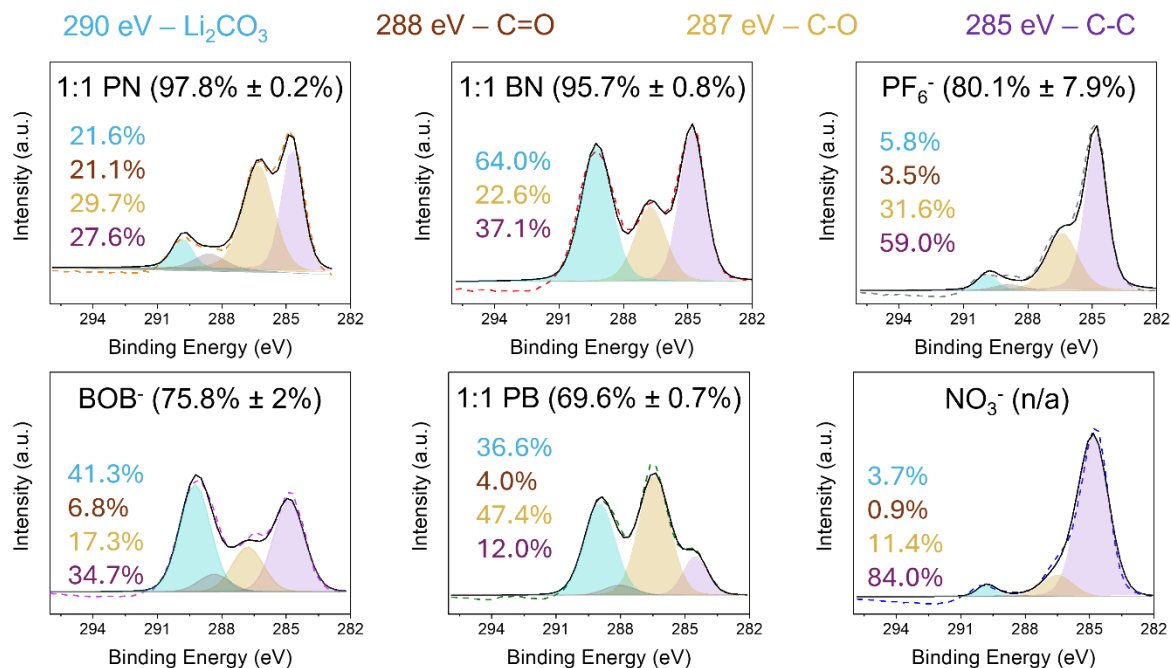 290 eV – Li₂CO₃ 288 eV – C=O 287 eV – C-O 285 eV – C-C
1:1 PN (97.8% ± 0.2%)
21.6%
21.1%
29.7%
27.6%
Intensity (a.u.)
294 291 288 285 282
Binding Energy (eV)
1:1 BN (95.7% ± 0.8%)
64.0%
22.6%
37.1%
Intensity (a.u.)
294 291 288 285 282
Binding Energy (eV)
PF₆⁻ (80.1% ± 7.9%)
5.8%
3.5%
31.6%
59.0%
Intensity (a.u.)
294 291 288 285 282
Binding Energy (eV)
BOB⁻ (75.8% ± 2%)
41.3%
6.8%
17.3%
34.7%
Intensity (a.u.)
294 291 288 285 282
Binding Energy (eV)
1:1 PB (69.6% ± 0.7%)
36.6%
4.0%
47.4%
12.0%
Intensity (a.u.)
294 291 288 285 282
Binding Energy (eV)
NO₃⁻ (n/a)
3.7%
0.9%
11.4%
84.0%
Intensity (a.u.)
294 291 288 285 282
Binding Energy (eV)